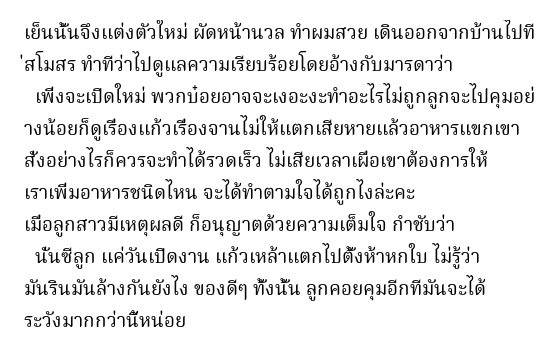 เย็นนั้นจึงแต่งตัวใหม่ ผัดหน้านวล ทำผมสวย เดินออกจากบ้านไปที
่สโมสร ทำทีว่าไปดูแลความเรียบร้อยโดยอ้างกับมารดาว่า
เพิ่งจะเปิดใหม่ พวกบ๋อยอาจจะเงอะงะทำอะไรไม่ถูกลูกจะไปคุมอย่
างน้อยก็ดูเรื่องแก้วเรื่องจานไม่ให้แตกเสียหายแล้วอาหารแขกเขา
สั่งอย่างไรก็ควรจะทำได้รวดเร็ว ไม่เสียเวลาเผื่อเขาต้องการให้
เราเพิ่มอาหารชนิดไหน จะได้ทำตามใจได้ถูกไงล่ะคะ
เมื่อลูกสาวมีเหตุผลดี ก็อนุญาตด้วยความเต็มใจ กำชับว่า
นั่นซีลูก แค่วันเปิดงาน แก้วเหล้าแตกไปตั้งห้าหกใบ ไม่รู้ว่า
มันรินมันล้างกันยังไง ของดีๆ ทั้งนั้น ลูกคอยคุมอีกทีมันจะได้
ระวังมากกว่านี้หน่อย